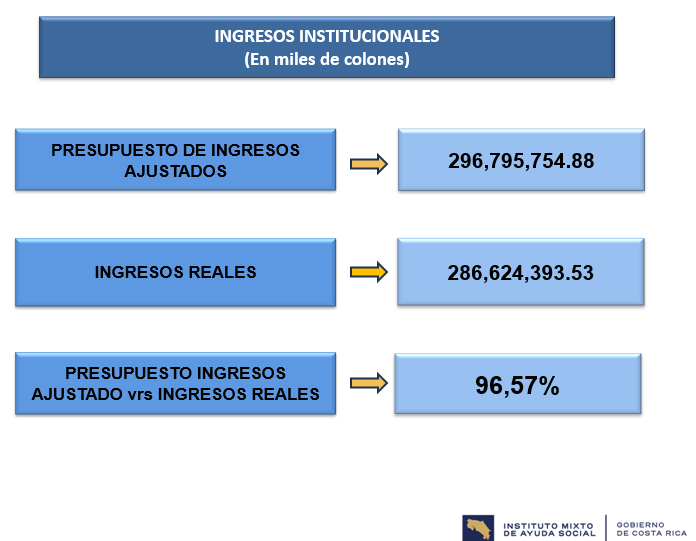 INGRESOS INSTITUCIONALES
(En miles de colones)
PRESUPUESTO DE INGRESOS
AJUSTADOS
296,795,754.88
INGRESOS REALES
286,624,393.53
PRESUPUESTO INGRESOS
AJUSTADO vrs INGRESOS REALES
96,57%
INSTITUTO MIXTO
DE AYUDA SOCIAL
GOBIERNO
DE COSTA RICA